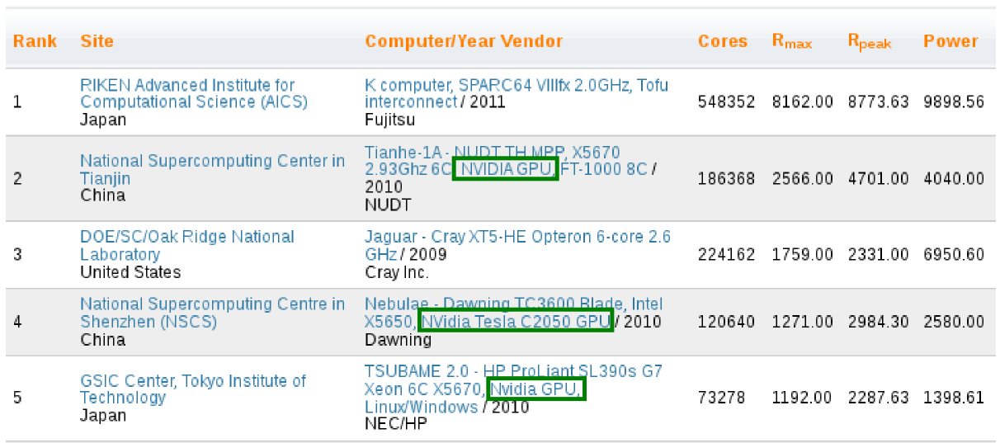 Rank Site Computer/Year Vendor Cores Rmax Rpeak Power
RIKEN Advanced Institute for K computer, SPARC64 VIIIfx 2.0GHz, Tofu
1 Computational Science (AICS) interconnect / 2011 548352 8162.00 8773.63 9898.56
Japan Fujitsu
Tianhe-1A - NUDT TH MPP, X5670
National Supercomputing Center in 2.93Ghz 6C, NVIDIA GPU, FT-1000 8C /
2 Tianjin 2010 186368 2566.00 4701.00 4040.00
China NUDT
DOE/SC/Oak Ridge National Jaguar - Cray XT5-HE Opteron 6-core 2.6
3 Laboratory GHz / 2009 224162 1759.00 2331.00 6950.60
United States Cray Inc.
National Supercomputing Centre in Nebulae - Dawning TC3600 Blade, Intel
4 Shenzhen (NSCS) X5650, NVidia Tesla C2050 GPU / 2010 120640 1271.00 2984.30 2580.00
China Dawning
TSUBAME 2.0 - HP ProLiant SL390s G7
GSIC Center, Tokyo Institute of Xeon 6C X5670, Nvidia GPU,
5 Technology Linux/Windows / 2010 73278 1192.00 2287.63 1398.61
Japan NEC/HP